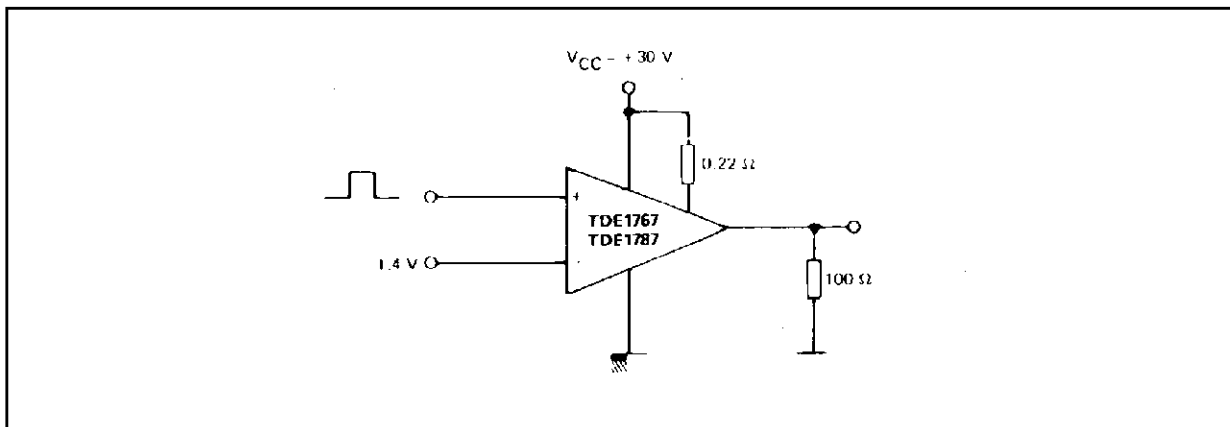 VCC - +30 V
0.22 Ω
+
TDE1767
TDE1787
1.4 V
-
100 Ω